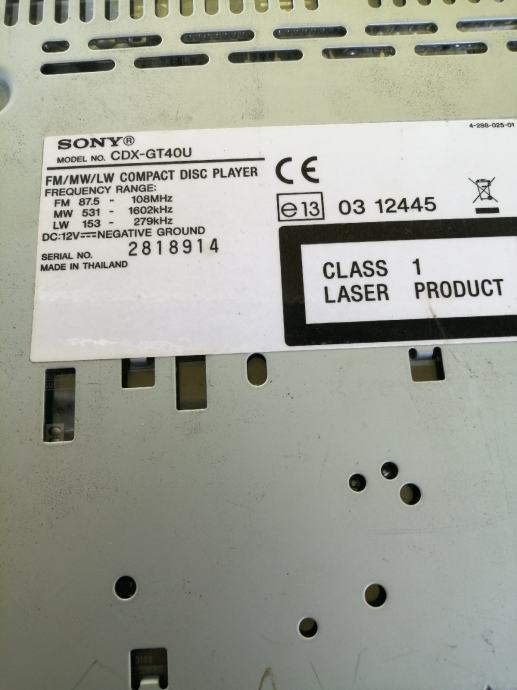 4-288-025-01
SONY®
MODEL NO. CDX-GT40U
FM/MW/LW COMPACT DISC PLAYER
FREQUENCY RANGE:
FM 87.5 - 108MHz
MW 531 - 1602kHz
LW 153 - 279kHz
DC:12V⎓NEGATIVE GROUND
SERIAL NO. 2818914
MADE IN THAILAND
CE
e13 03 12445
CLASS 1
LASER PRODUCT